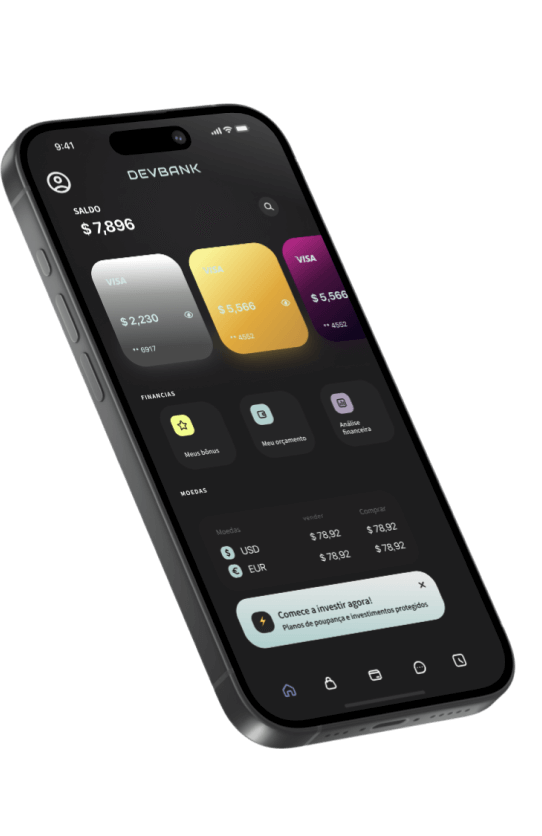 9:41
DEVBANK
SALDO
$ 7,896
VISA
VISA
VISA
$ 2,230
$ 5,566
$ 5,566
** 6917
** 4552
** 4552
FINANCIAS
Meus bônus
Meu orçamento
Análise
financeira
MOEDAS
Moedas
vender
Comprar
USD
$ 78,92
$ 78,92
EUR
$ 78,92
$ 78,92
Comece a investir agora!
Planos de poupança e investimentos protegidos